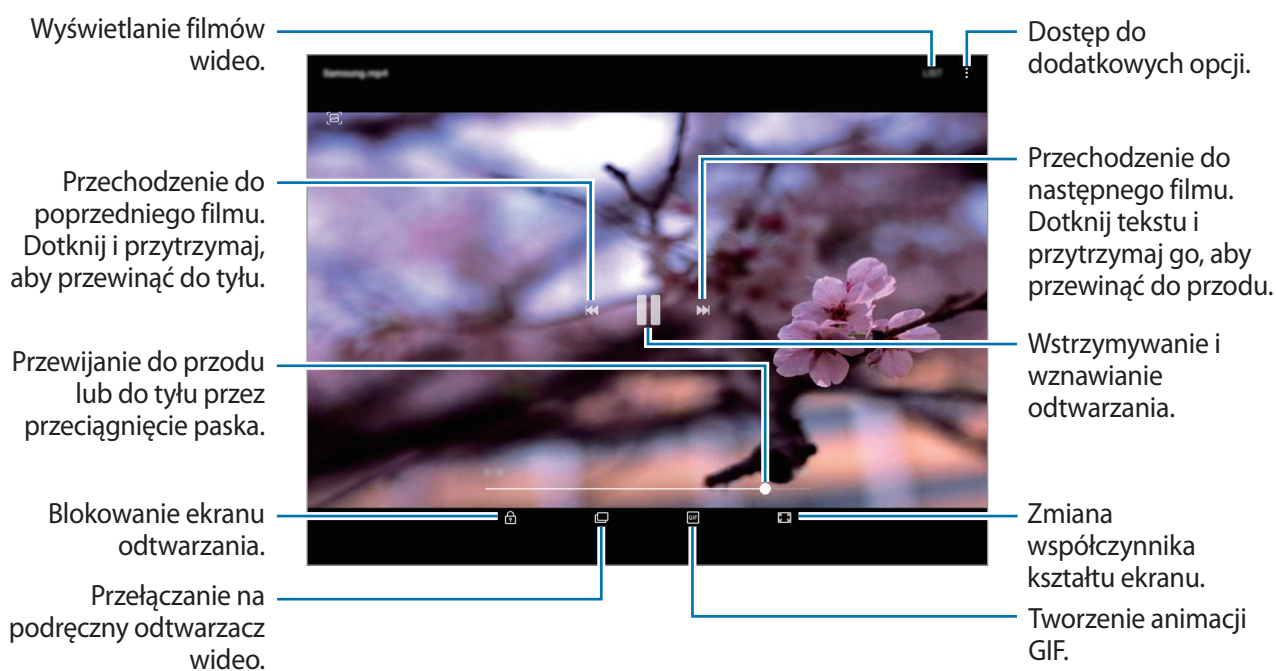 Wyświetlanie filmów
wideo.
Dostęp do
dodatkowych opcji.
Samsung.mp4
LIST
Przechodzenie do
poprzedniego filmu.
Dotknij i przytrzymaj,
aby przewinąć do tyłu.
Przechodzenie do
następnego filmu.
Dotknij tekstu i
przytrzymaj go, aby
przewinąć do przodu.
Przewijanie do przodu
lub do tyłu przez
przeciągnięcie paska.
Wstrzymywanie i
wznawianie
odtwarzania.
Blokowanie ekranu
odtwarzania.
GIF
Zmiana
współczynnika
kształtu ekranu.
Przełączanie na
podręczny odtwarzacz
wideo.
Tworzenie animacji
GIF.